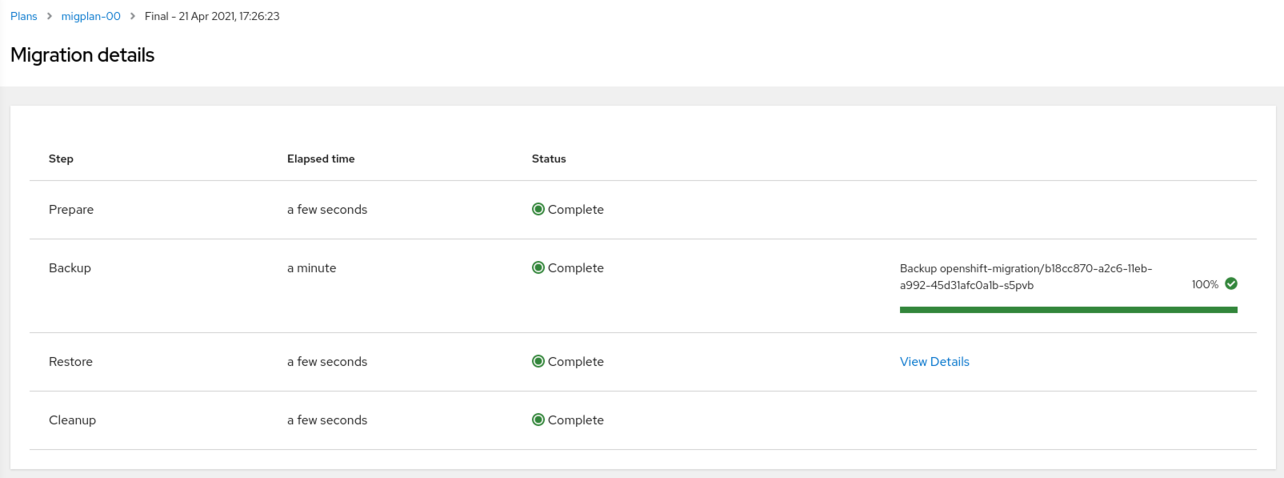 Plans > migplan-00 > Final - 21 Apr 2021, 17:26:23
Migration details
Step Elapsed time Status
Prepare a few seconds Complete
Backup a minute Complete
Backup openshift-migration/b18cc870-a2c6-11eb-
a992-45d31afc0a1b-s5pvb
100%
Restore a few seconds Complete View Details
Cleanup a few seconds Complete